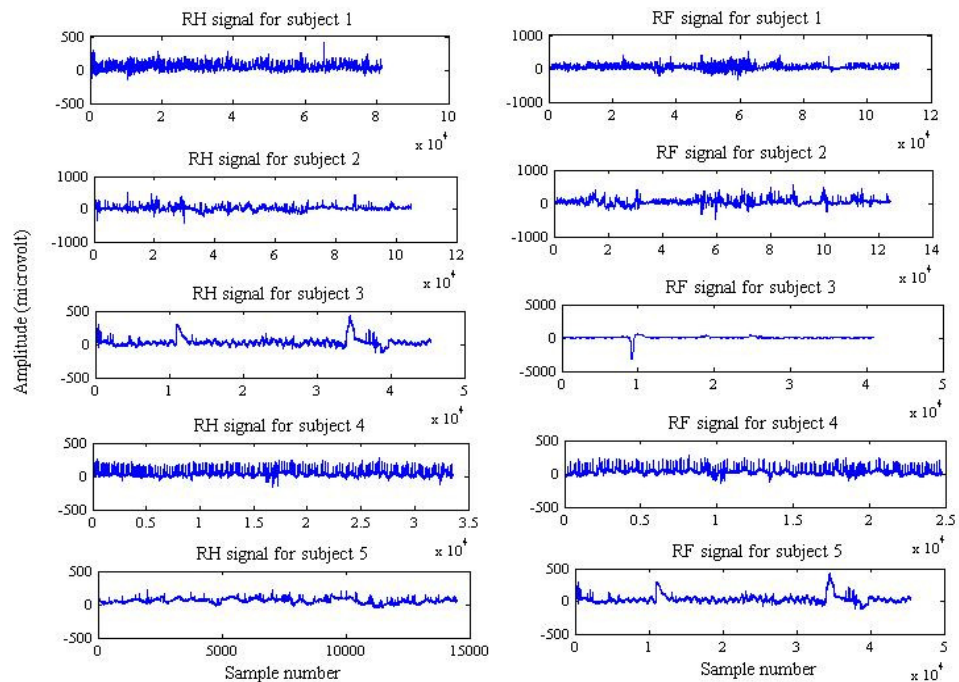 RH signal for subject 1
500
0
-500
0 2 4 6 8 10
x 10⁴
RF signal for subject 1
1000
0
-1000
0 2 4 6 8 10 12
x 10⁴
RH signal for subject 2
1000
0
-1000
0 2 4 6 8 10 12
x 10⁴
RF signal for subject 2
1000
0
-1000
0 2 4 6 8 10 12 14
x 10⁴
Amplitude (microvolt)
RH signal for subject 3
500
0
-500
0 1 2 3 4 5
x 10⁴
RF signal for subject 3
5000
0
-5000
0 1 2 3 4 5
x 10⁴
RH signal for subject 4
500
0
-500
0 0.5 1 1.5 2 2.5 3 3.5
x 10⁴
RF signal for subject 4
500
0
-500
0 0.5 1 1.5 2 2.5
x 10⁴
RH signal for subject 5
500
0
-500
0 5000 10000 15000
Sample number
RF signal for subject 5
500
0
-500
0 1 2 3 4 5
Sample number
x 10⁴